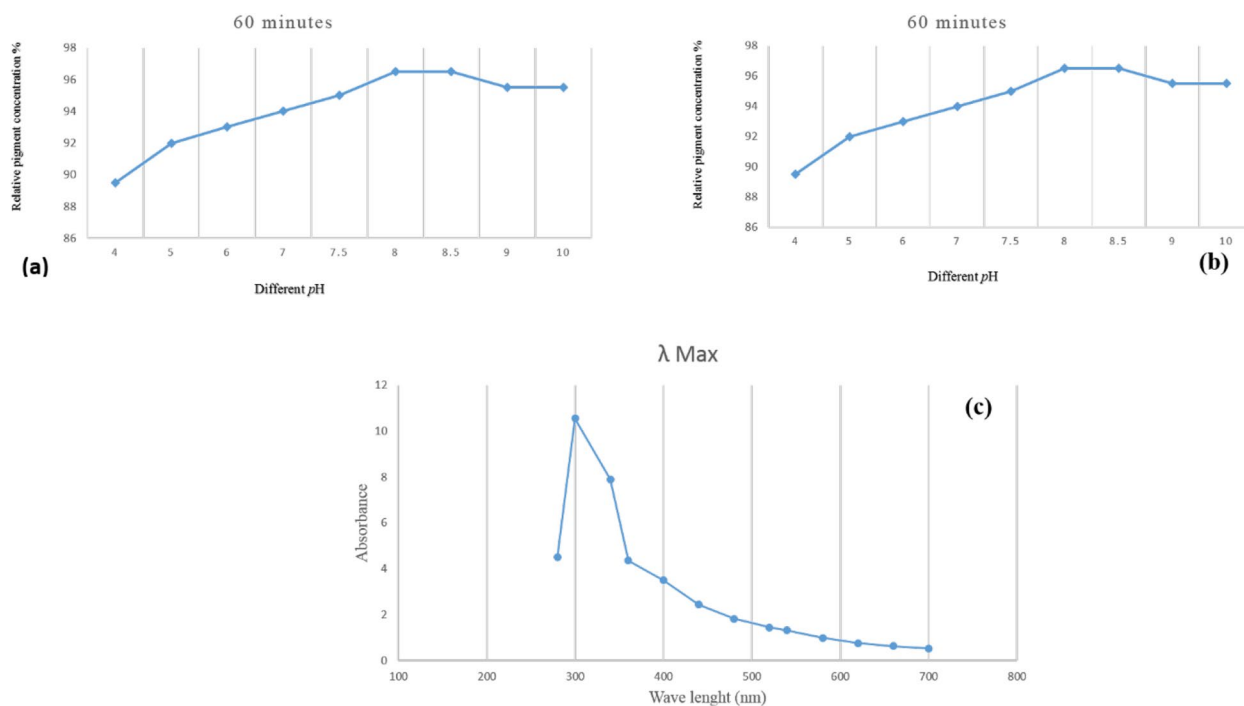 60 minutes
Relative pigment concentration %
98
96
94
92
90
88
86
4 5 6 7 7.5 8 8.5 9 10
(a)
Different pH
60 minutes
Relative pigment concentration %
98
96
94
92
90
88
86
4 5 6 7 7.5 8 8.5 9 10
(b)
Different pH
λ Max
(c)
Absorbance
12
10
8
6
4
2
0
100 200 300 400 500 600 700 800
Wave lenght (nm)